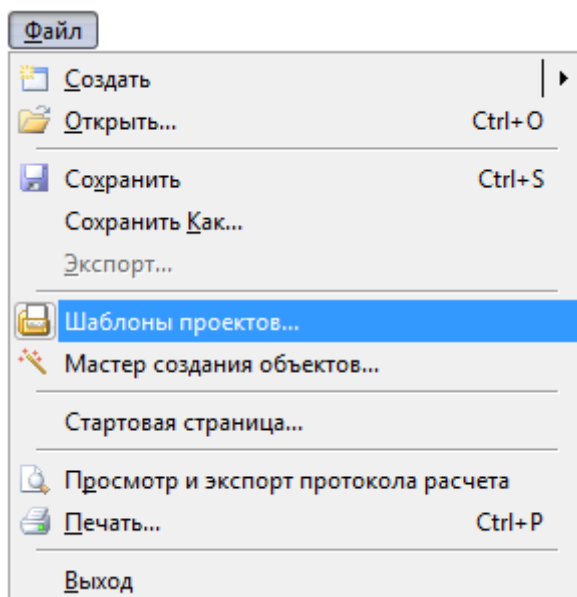 Файл
Создать
Открыть... Ctrl+O
Сохранить Ctrl+S
Сохранить Как...
Экспорт...
Шаблоны проектов...
Мастер создания объектов...
Стартовая страница...
Просмотр и экспорт протокола расчета
Печать... Ctrl+P
Выход